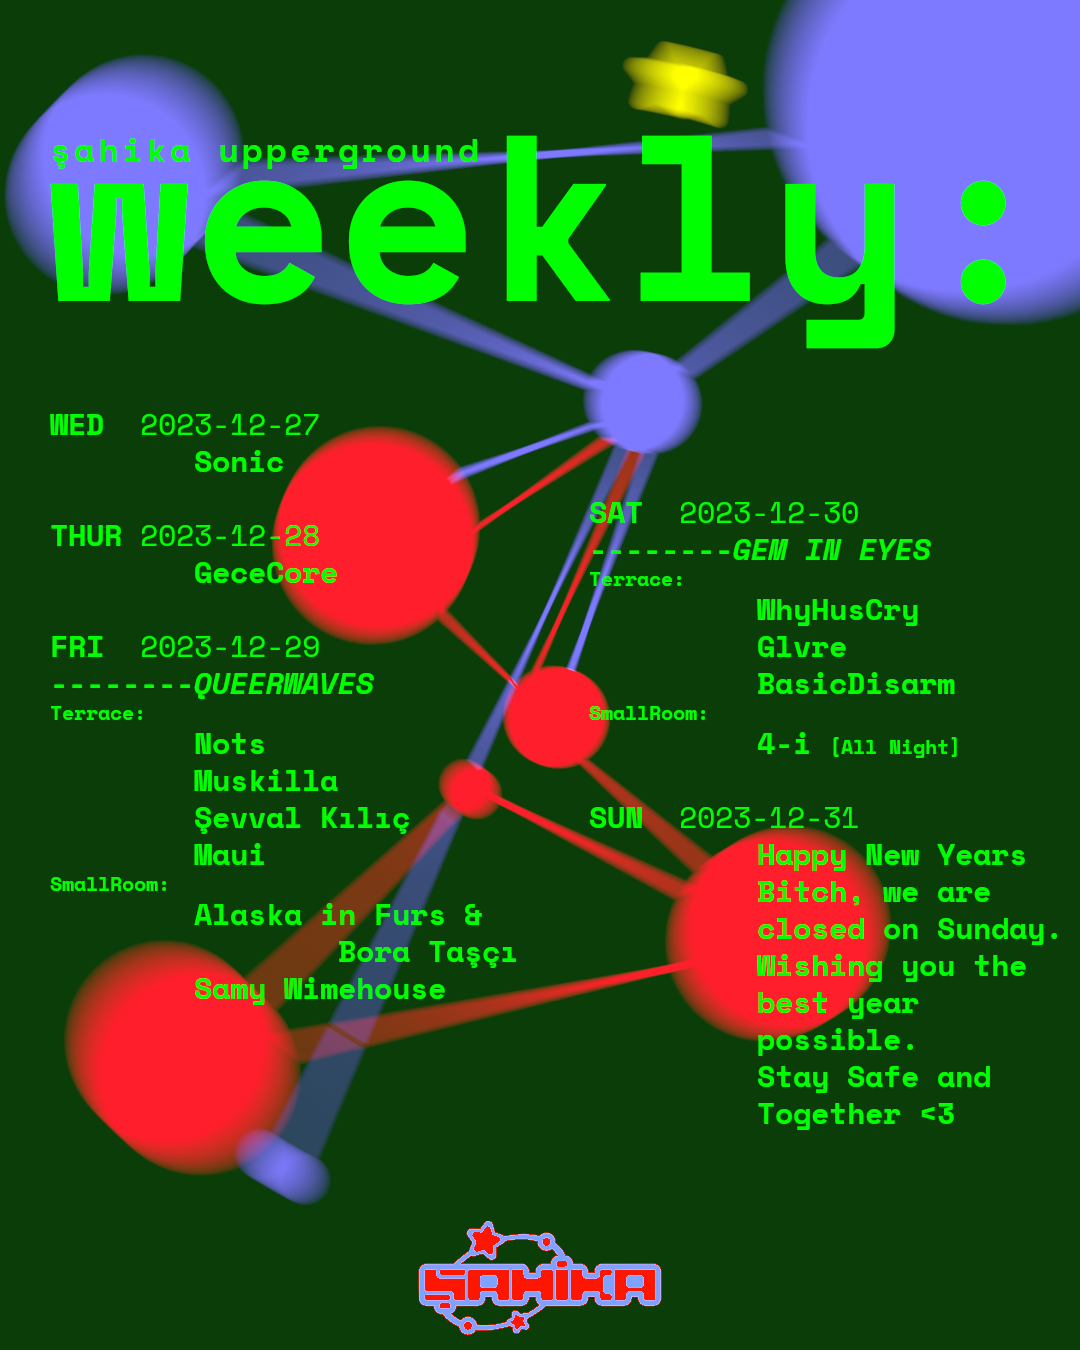 şahika upperground
weekly:
WED 2023-12-27
Sonic
THUR 2023-12-28
GeceCore
FRI 2023-12-29
--------QUEERWAVES
Terrace:
Nots
Muskilla
Şevval Kılıç
Maui
SmallRoom:
Alaska in Furs &
Bora Taşçı
Samy Wimehouse
SAT 2023-12-30
--------GEM IN EYES
Terrace:
WhyHusCry
Glvre
BasicDisarm
SmallRoom:
4-i [All Night]
SUN 2023-12-31
Happy New Years
Bitch, we are
closed on Sunday.
Wishing you the
best year
possible.
Stay Safe and
Together <3
SAHIKA